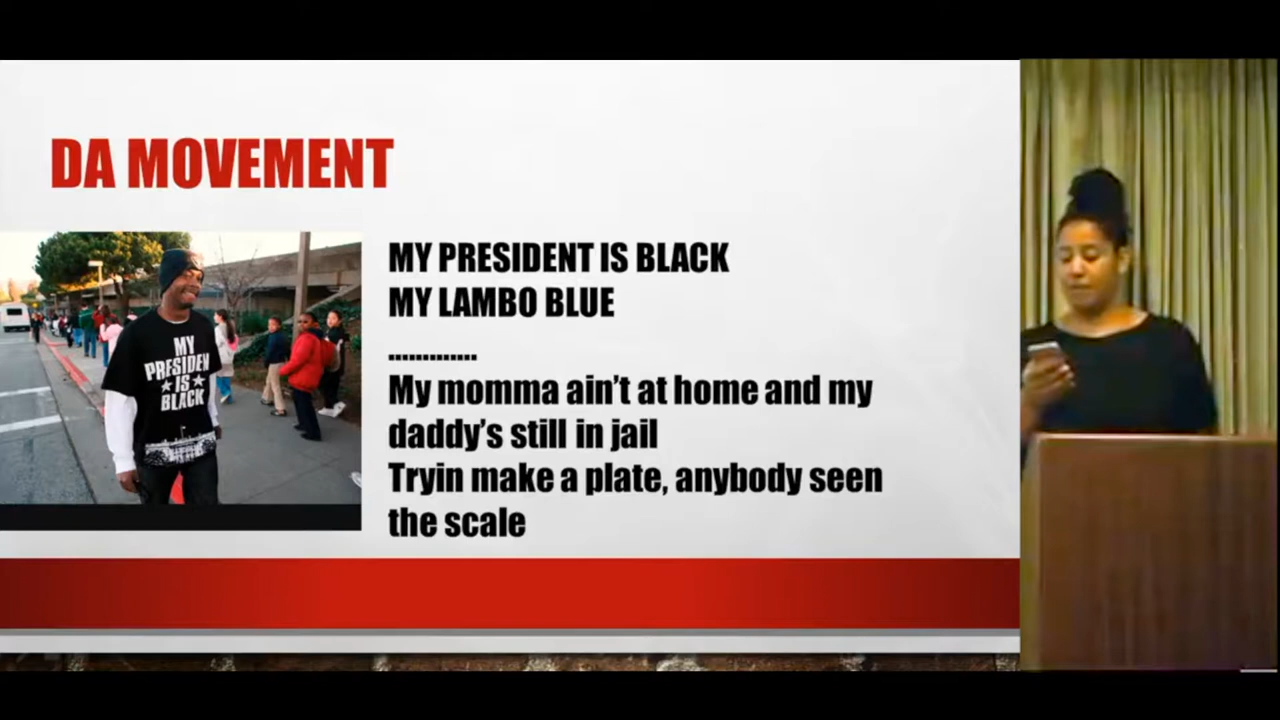 DA MOVEMENT
MY PRESIDENT IS BLACK
MY LAMBO BLUE
.............
My momma ain't at home and my
daddy's still in jail
Tryin make a plate, anybody seen
the scale
MY
PRESIDEN
IS
BLACK